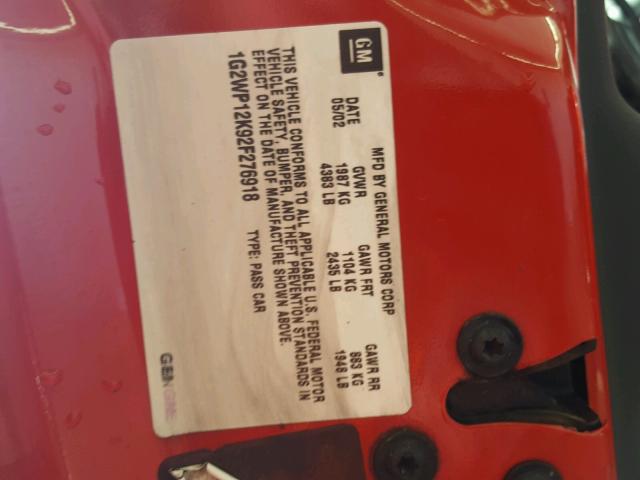 GM
MFD BY GENERAL MOTORS CORP
DATE GVWR GAWR FRT GAWR RR
05/02 1987 KG 1104 KG 883 KG
4383 LB 2435 LB 1948 LB
THIS VEHICLE CONFORMS TO ALL APPLICABLE U.S. FEDERAL MOTOR
VEHICLE SAFETY, BUMPER, AND THEFT PREVENTION STANDARDS IN
EFFECT ON THE DATE OF MANUFACTURE SHOWN ABOVE.
1G2WP12K92F276918 TYPE: PASS CAR